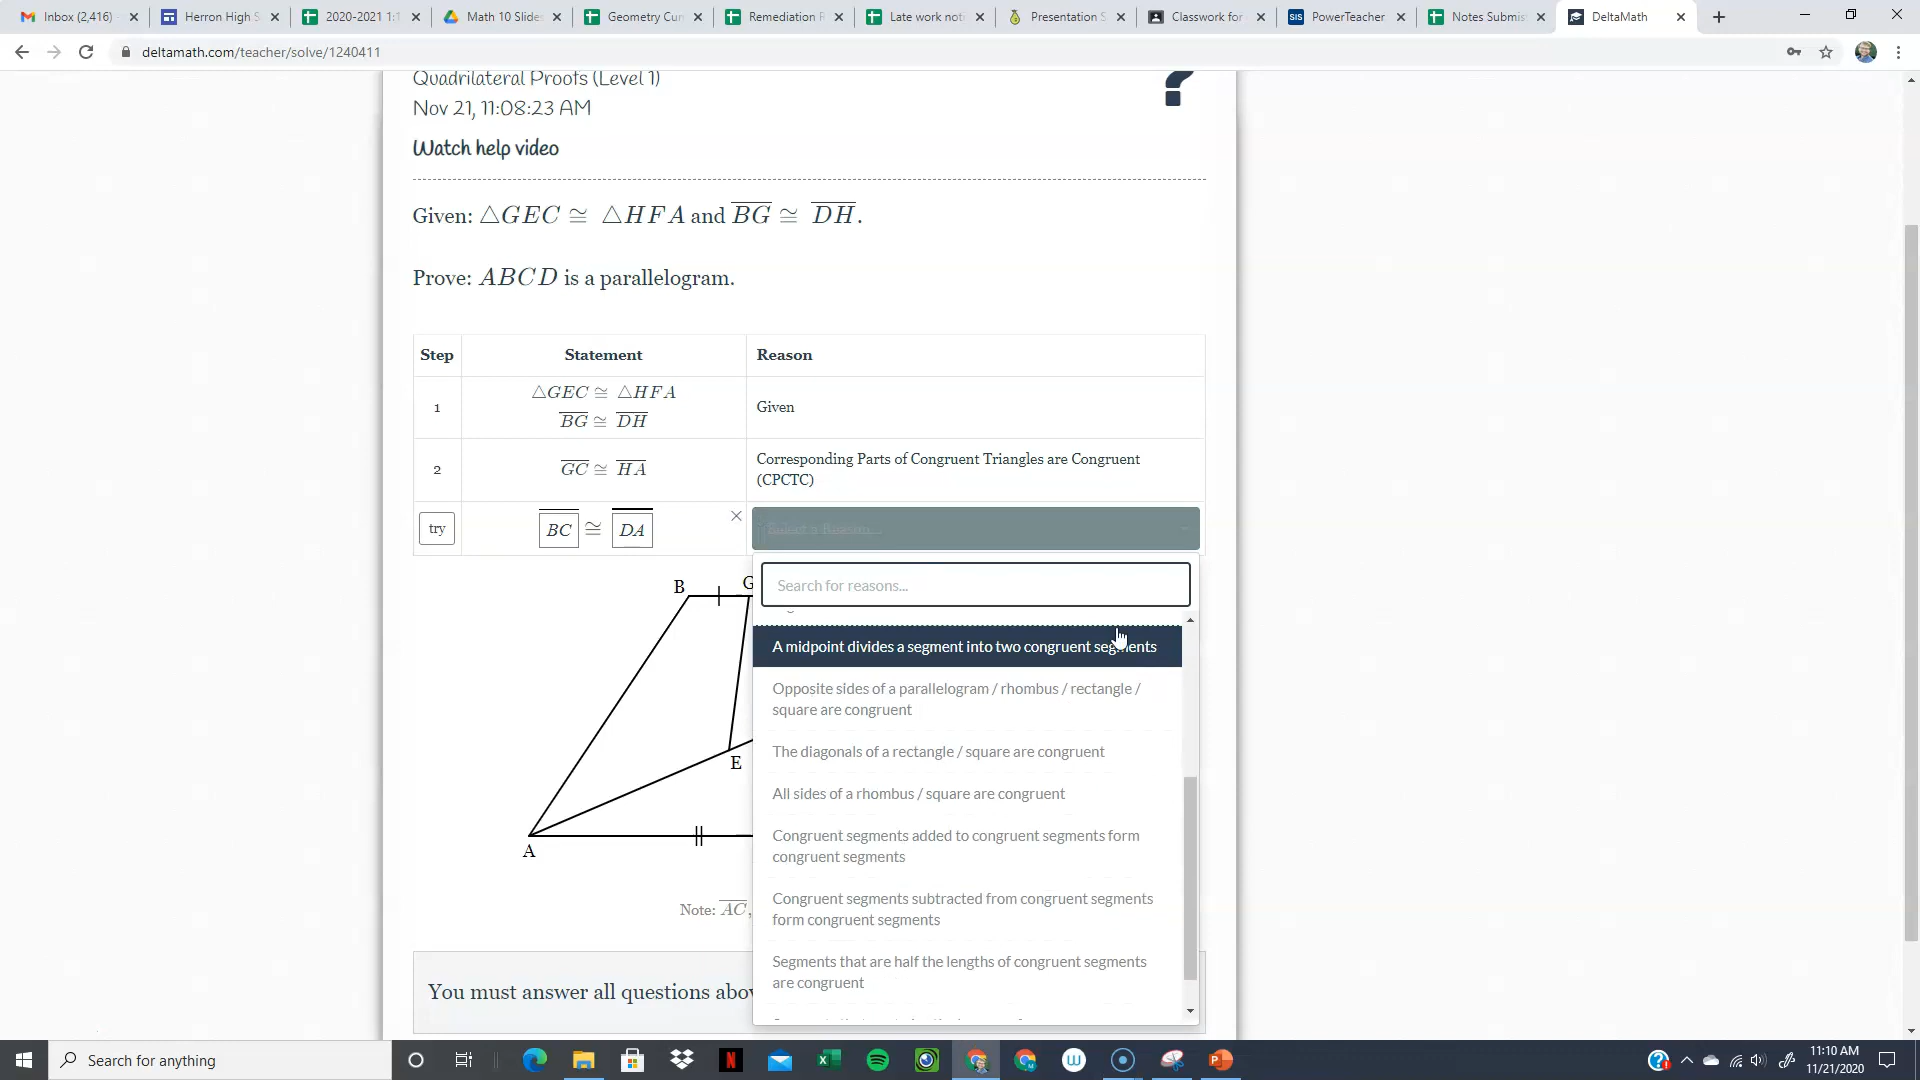 Inbox (2,416)
Herron High S
2020-2021 1:1
Math 10 Slide
Geometry Cur
Remediation R
Late work not
Presentation S
Classwork for
SIS PowerTeacher
Notes Submis
DeltaMath
deltamath.com/teacher/solve/1240411
Quadrilateral Proofs (Level 1)
Nov 21, 11:08:23 AM
?
Watch help video
Given: △GEC ≅ △HFA and BG ≅ DH.
Prove: ABCD is a parallelogram.
Step Statement Reason
△GEC ≅ △HFA
1 Given
BG ≅ DH
2 GC ≅ HA Corresponding Parts of Congruent Triangles are Congruent
(CPCTC)
try BC ≅ DA × Select a Reason...
Search for reasons...
A midpoint divides a segment into two congruent segments
Opposite sides of a parallelogram / rhombus / rectangle /
square are congruent
The diagonals of a rectangle / square are congruent
All sides of a rhombus / square are congruent
Congruent segments added to congruent segments form
congruent segments
Congruent segments subtracted from congruent segments
form congruent segments
Segments that are half the lengths of congruent segments
are congruent
B G
E
A
Note: AC,
You must answer all questions abov
Search for anything
11:10 AM
11/21/2020